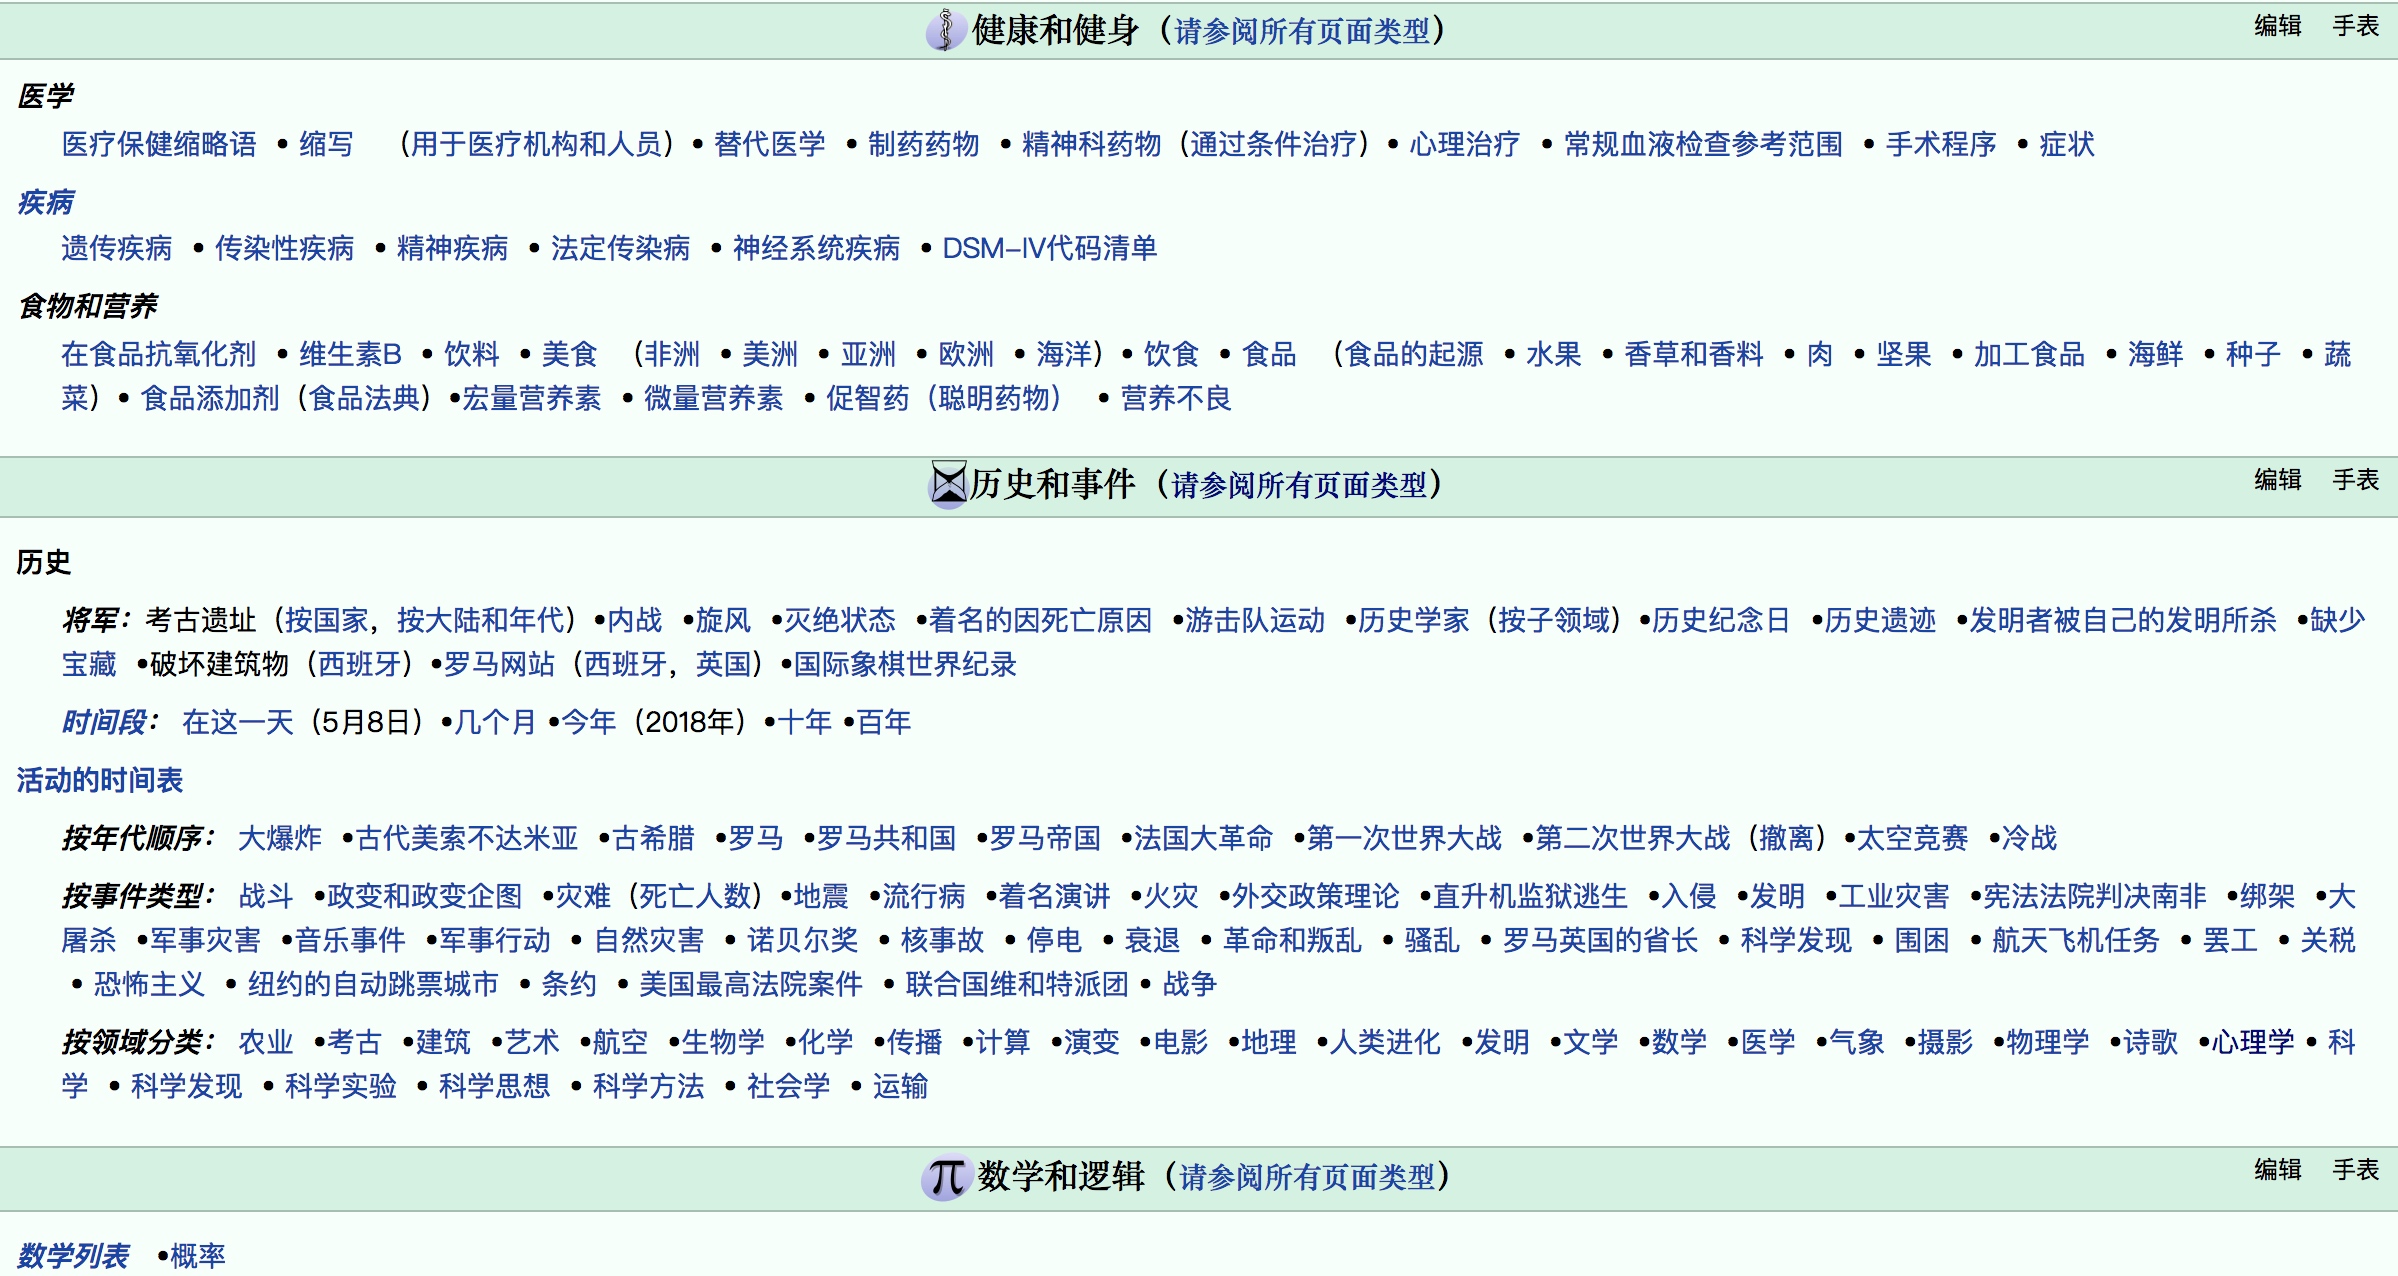 健康和健身（请参阅所有页面类型） 编辑 手表
医学
医疗保健缩略语 • 缩写 （用于医疗机构和人员） • 替代医学 • 制药药物 • 精神科药物（通过条件治疗） • 心理治疗 • 常规血液检查参考范围 • 手术程序 • 症状
疾病
遗传疾病 • 传染性疾病 • 精神疾病 • 法定传染病 • 神经系统疾病 • DSM-IV代码清单
食物和营养
在食品抗氧化剂 • 维生素B • 饮料 • 美食 （非洲 • 美洲 • 亚洲 • 欧洲 • 海洋） • 饮食 • 食品 （食品的起源 • 水果 • 香草和香料 • 肉 • 坚果 • 加工食品 • 海鲜 • 种子 • 蔬
菜） • 食品添加剂（食品法典） •宏量营养素 • 微量营养素 • 促智药（聪明药物） • 营养不良
历史和事件（请参阅所有页面类型） 编辑 手表
历史
将军：考古遗址（按国家，按大陆和年代） •内战 •旋风 •灭绝状态 •着名的因死亡原因 •游击队运动 •历史学家（按子领域） •历史纪念日 •历史遗迹 •发明者被自己的发明所杀 •缺少
宝藏 •破坏建筑物（西班牙） •罗马网站（西班牙，英国） •国际象棋世界纪录
时间段： 在这一天（5月8日） •几个月 •今年（2018年） •十年 •百年
活动的时间表
按年代顺序： 大爆炸 •古代美索不达米亚 •古希腊 •罗马 •罗马共和国 •罗马帝国 •法国大革命 •第一次世界大战 •第二次世界大战（撤离） •太空竞赛 •冷战
按事件类型： 战斗 •政变和政变企图 •灾难（死亡人数） •地震 •流行病 •着名演讲 •火灾 •外交政策理论 •直升机监狱逃生 •入侵 •发明 •工业灾害 •宪法法院判决南非 •绑架 •大
屠杀 •军事灾害 •音乐事件 •军事行动 • 自然灾害 • 诺贝尔奖 • 核事故 • 停电 • 衰退 • 革命和叛乱 • 骚乱 • 罗马英国的省长 • 科学发现 • 围困 • 航天飞机任务 • 罢工 • 关税
• 恐怖主义 • 纽约的自动跳票城市 • 条约 • 美国最高法院案件 • 联合国维和特派团 • 战争
按领域分类： 农业 •考古 •建筑 •艺术 •航空 •生物学 •化学 •传播 •计算 •演变 •电影 •地理 •人类进化 •发明 •文学 •数学 •医学 •气象 •摄影 •物理学 •诗歌 •心理学 • 科
学 • 科学发现 • 科学实验 • 科学思想 • 科学方法 • 社会学 • 运输
π 数学和逻辑（请参阅所有页面类型） 编辑 手表
数学列表 •概率